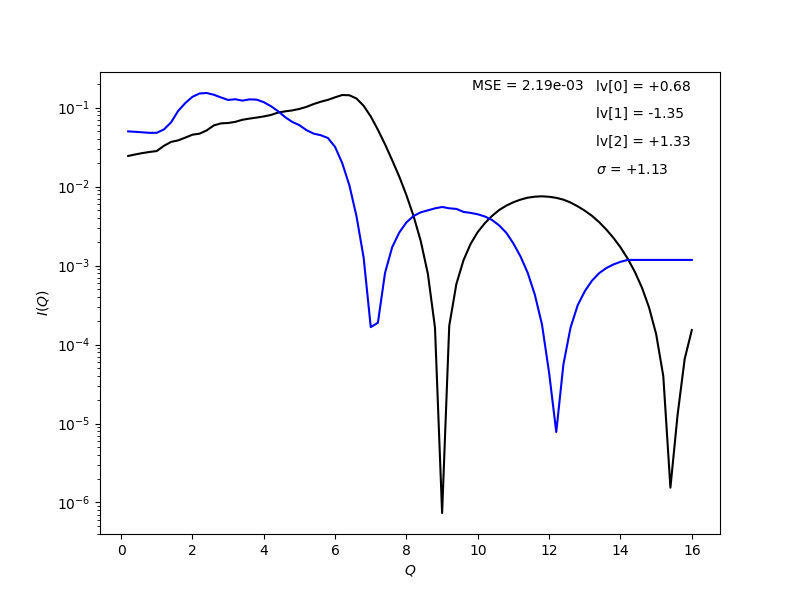 MSE = 2.19e-03 lv[0] = +0.68
lv[1] = -1.35
lv[2] = +1.33
σ = +1.13
I(Q)
10⁻¹
10⁻²
10⁻³
10⁻⁴
10⁻⁵
10⁻⁶
0 2 4 6 8 10 12 14 16
Q